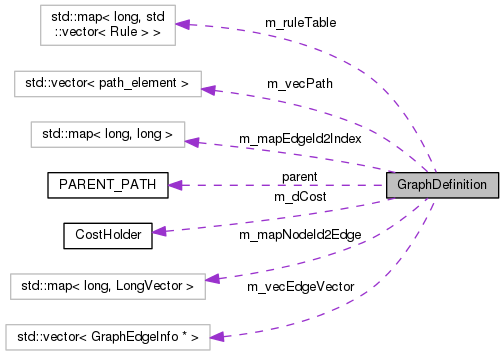 std::map< long, std
::vector< Rule > >
m_ruleTable
std::vector< path_element >
m_vecPath
std::map< long, long >
m_mapEdgeId2Index
PARENT_PATH
parent
GraphDefinition
m_dCost
CostHolder
m_mapNodeId2Edge
std::map< long, LongVector >
m_vecEdgeVector
std::vector< GraphEdgeInfo * >